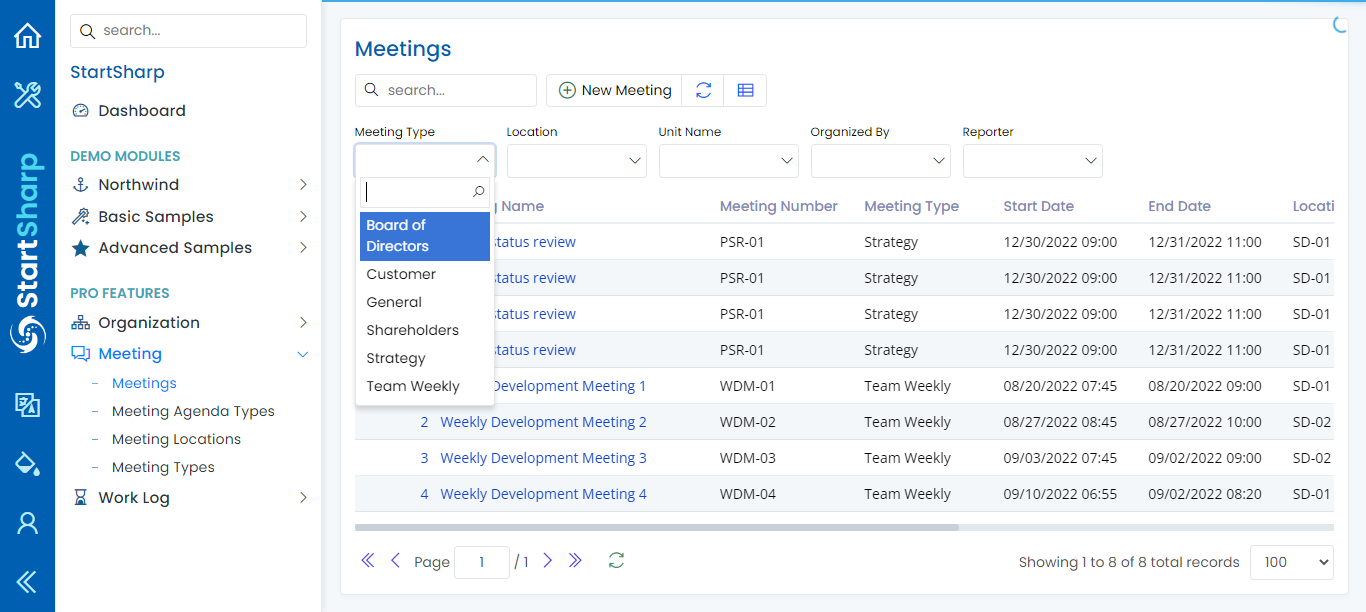 StartSharp
search...
StartSharp
Dashboard
DEMO MODULES
Northwind
Basic Samples
Advanced Samples
PRO FEATURES
Organization
Meeting
Meetings
Meeting Agenda Types
Meeting Locations
Meeting Types
Work Log
Meetings
search...
New Meeting
Meeting Type Location Unit Name Organized By Reporter
Board of
Directors
Customer
General
Shareholders
Strategy
Team Weekly
Name Meeting Number Meeting Type Start Date End Date Locati
status review PSR-01 Strategy 12/30/2022 09:00 12/31/2022 11:00 SD-01
status review PSR-01 Strategy 12/30/2022 09:00 12/31/2022 11:00 SD-01
status review PSR-01 Strategy 12/30/2022 09:00 12/31/2022 11:00 SD-01
status review PSR-01 Strategy 12/30/2022 09:00 12/31/2022 11:00 SD-01
Development Meeting 1 WDM-01 Team Weekly 08/20/2022 07:45 08/20/2022 09:00 SD-01
2 Weekly Development Meeting 2 WDM-02 Team Weekly 08/27/2022 08:45 08/27/2022 10:00 SD-02
3 Weekly Development Meeting 3 WDM-03 Team Weekly 09/03/2022 07:45 09/02/2022 09:00 SD-02
4 Weekly Development Meeting 4 WDM-04 Team Weekly 09/10/2022 06:55 09/02/2022 08:20 SD-01
Page 1 / 1
Showing 1 to 8 of 8 total records 100